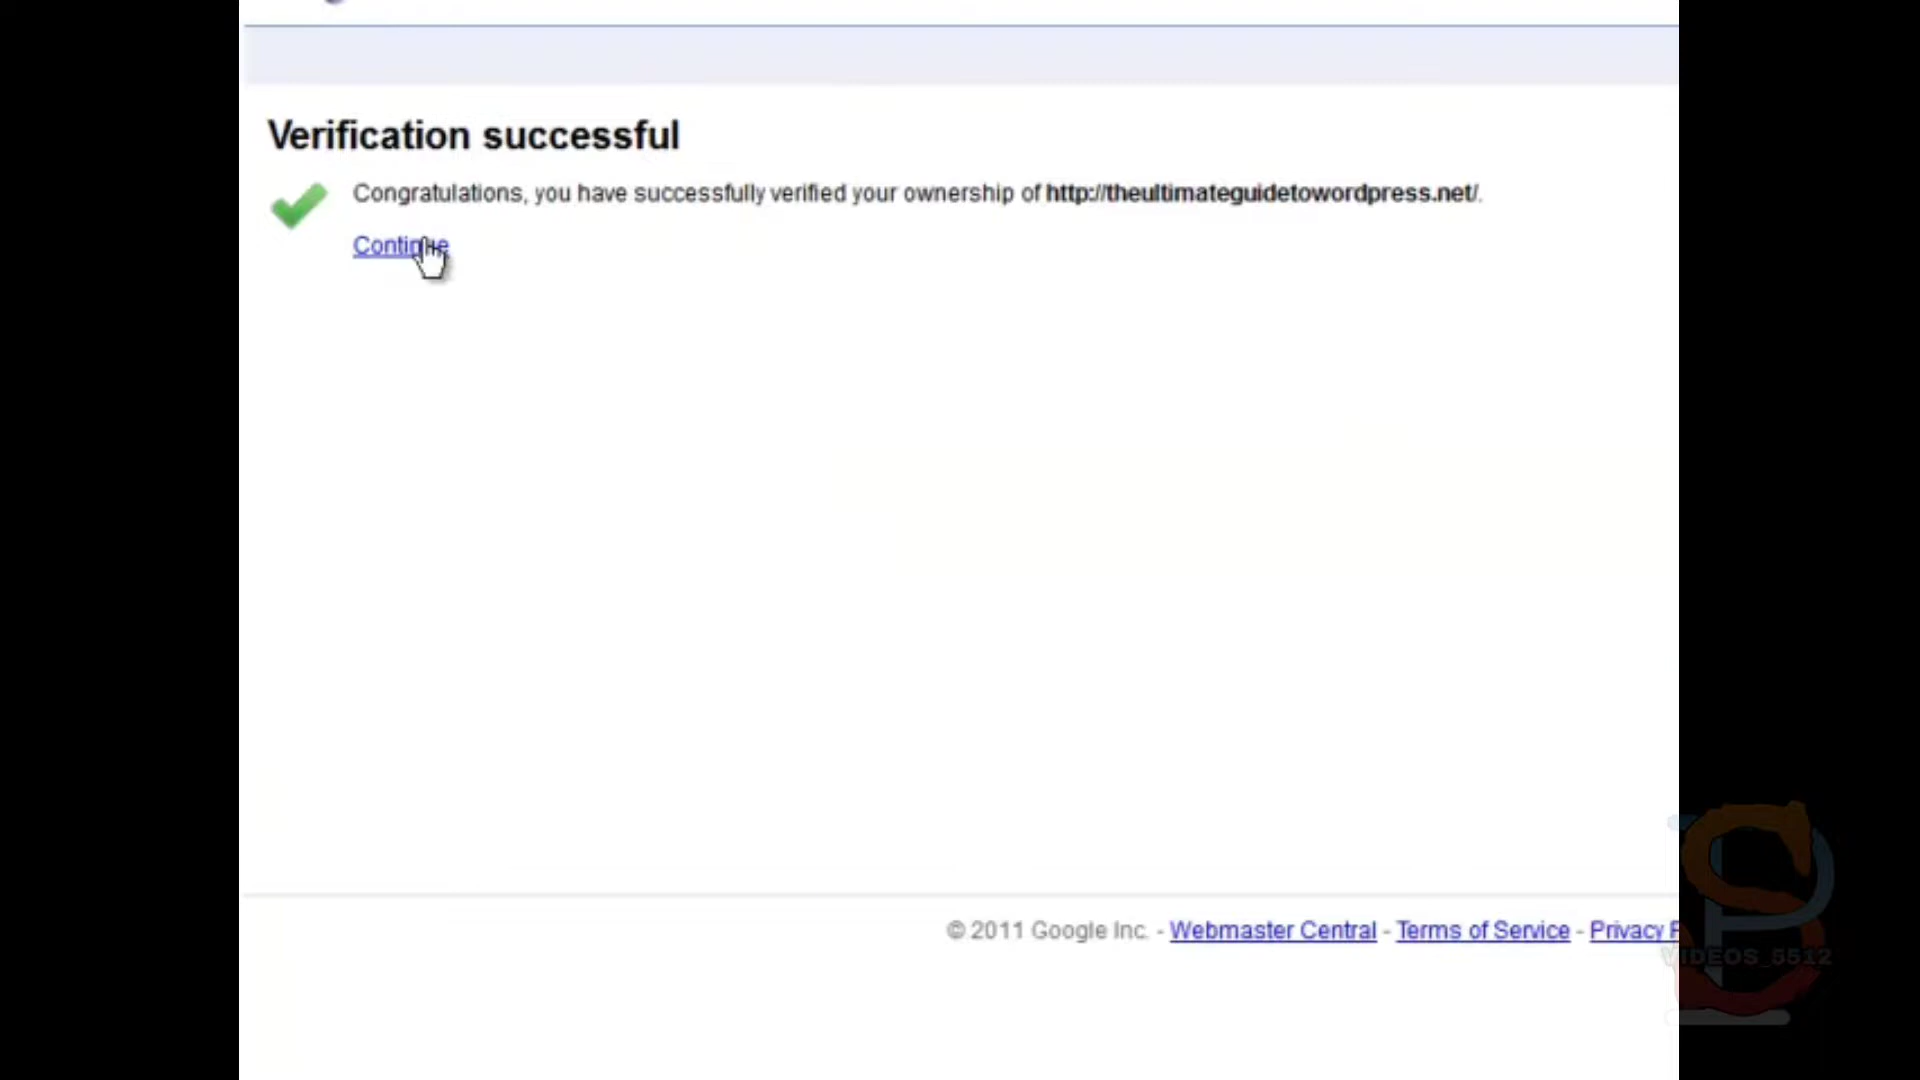 Verification successful
Congratulations, you have successfully verified your ownership of http://theultimateguidetowordpress.net/.
Continue
© 2011 Google Inc. - Webmaster Central - Terms of Service - Privacy P
VIDEOS_5512